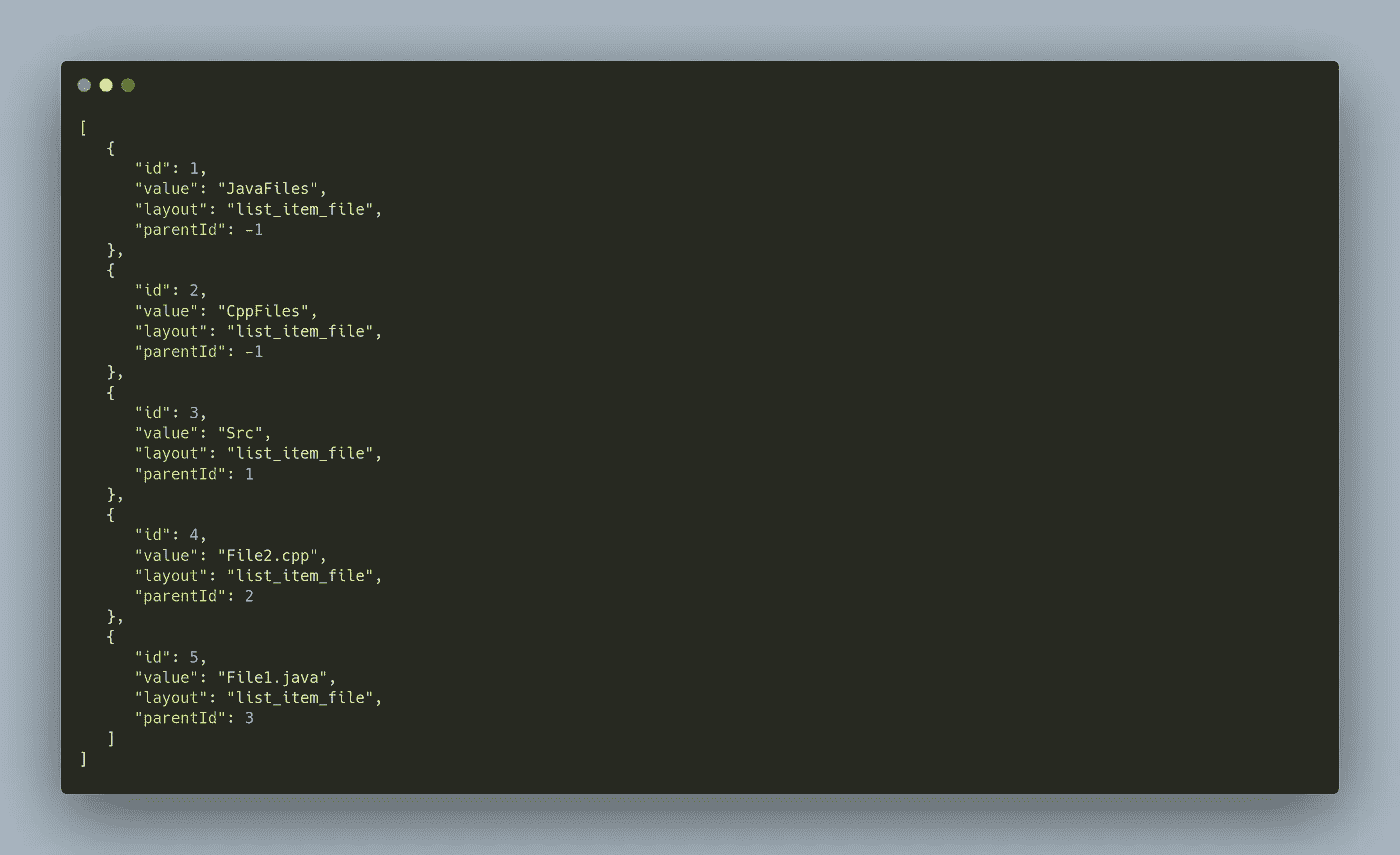 [
   {
      "id": 1,
      "value": "JavaFiles",
      "layout": "list_item_file",
      "parentId": -1
   },
   {
      "id": 2,
      "value": "CppFiles",
      "layout": "list_item_file",
      "parentId": -1
   },
   {
      "id": 3,
      "value": "Src",
      "layout": "list_item_file",
      "parentId": 1
   },
   {
      "id": 4,
      "value": "File2.cpp",
      "layout": "list_item_file",
      "parentId": 2
   },
   {
      "id": 5,
      "value": "File1.java",
      "layout": "list_item_file",
      "parentId": 3
   ]
]